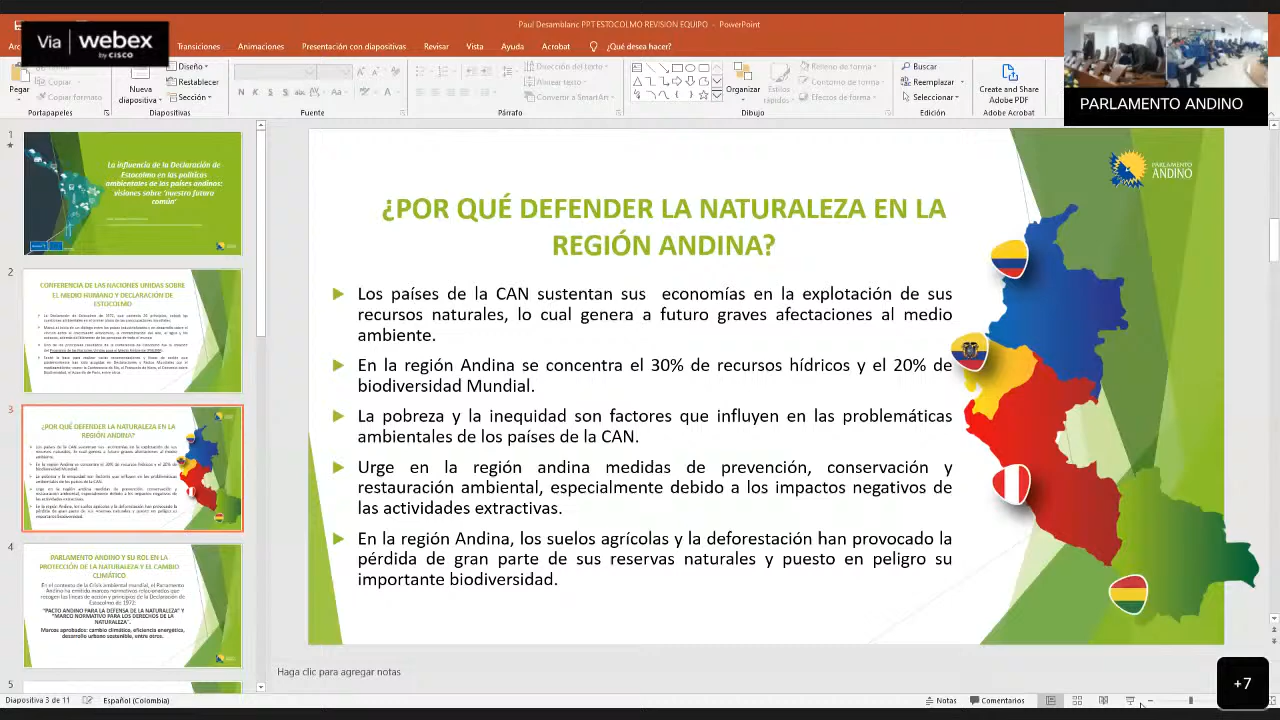 Paul Desamblanc PPT ESTOCOLMO REVISION EQUIPO - PowerPoint
Via webex
by CISCO
Transiciones Animaciones Presentación con diapositivas Revisar Vista Ayuda Acrobat ¿Qué desea hacer?
PARLAMENTO ANDINO
Pegar
Copiar
Copiar formato
Portapapeles
Nueva
diapositiva
Diseño
Restablecer
Sección
Diapositivas
Fuente
Dirección del texto
Alinear texto
Convertir a SmartArt
Párrafo
Organizar
Estilos
rápidos
Relleno de forma
Contorno de forma
Efectos de forma
Dibujo
Buscar
Reemplazar
Seleccionar
Edición
Create and Share
Adobe PDF
Adobe Acrobat
1
La influencia de la Declaración de
Estocolmo en las políticas
ambientales de los países andinos:
visiones sobre 'nuestro futuro
común'
2
CONFERENCIA DE LAS NACIONES UNIDAS SOBRE
EL MEDIO HUMANO Y DECLARACIÓN DE
ESTOCOLMO
3
¿POR QUÉ DEFENDER LA NATURALEZA EN LA
REGIÓN ANDINA?
4
PARLAMENTO ANDINO Y SU ROL EN LA
PROTECCIÓN DE LA NATURALEZA Y EL CAMBIO
CLIMÁTICO
En el contexto de la Crisis ambiental mundial, el Parlamento
Andino ha emitido marcos normativos relacionados que
recogen las líneas de acción y principios de la Declaración de
Estocolmo de 1972:
"PACTO ANDINO PARA LA DEFENSA DE LA NATURALEZA" Y
"MARCO NORMATIVO PARA LOS DERECHOS DE LA
NATURALEZA".
Marcos aprobados: cambio climático, eficiencia energética,
desarrollo urbano sostenible, entre otros.
5
PARLAMENTO
ANDINO
¿POR QUÉ DEFENDER LA NATURALEZA EN LA
REGIÓN ANDINA?
Los países de la CAN sustentan sus economías en la explotación de sus
recursos naturales, lo cual genera a futuro graves afectaciones al medio
ambiente.
En la región Andina se concentra el 30% de recursos hídricos y el 20% de
biodiversidad Mundial.
La pobreza y la inequidad son factores que influyen en las problemáticas
ambientales de los países de la CAN.
Urge en la región andina medidas de prevención, conservación y
restauración ambiental, especialmente debido a los impactos negativos de
las actividades extractivas.
En la región Andina, los suelos agrícolas y la deforestación han provocado la
pérdida de gran parte de sus reservas naturales y puesto en peligro su
importante biodiversidad.
Haga clic para agregar notas
+7
Diapositiva 3 de 11 Español (Colombia) Notas Comentarios